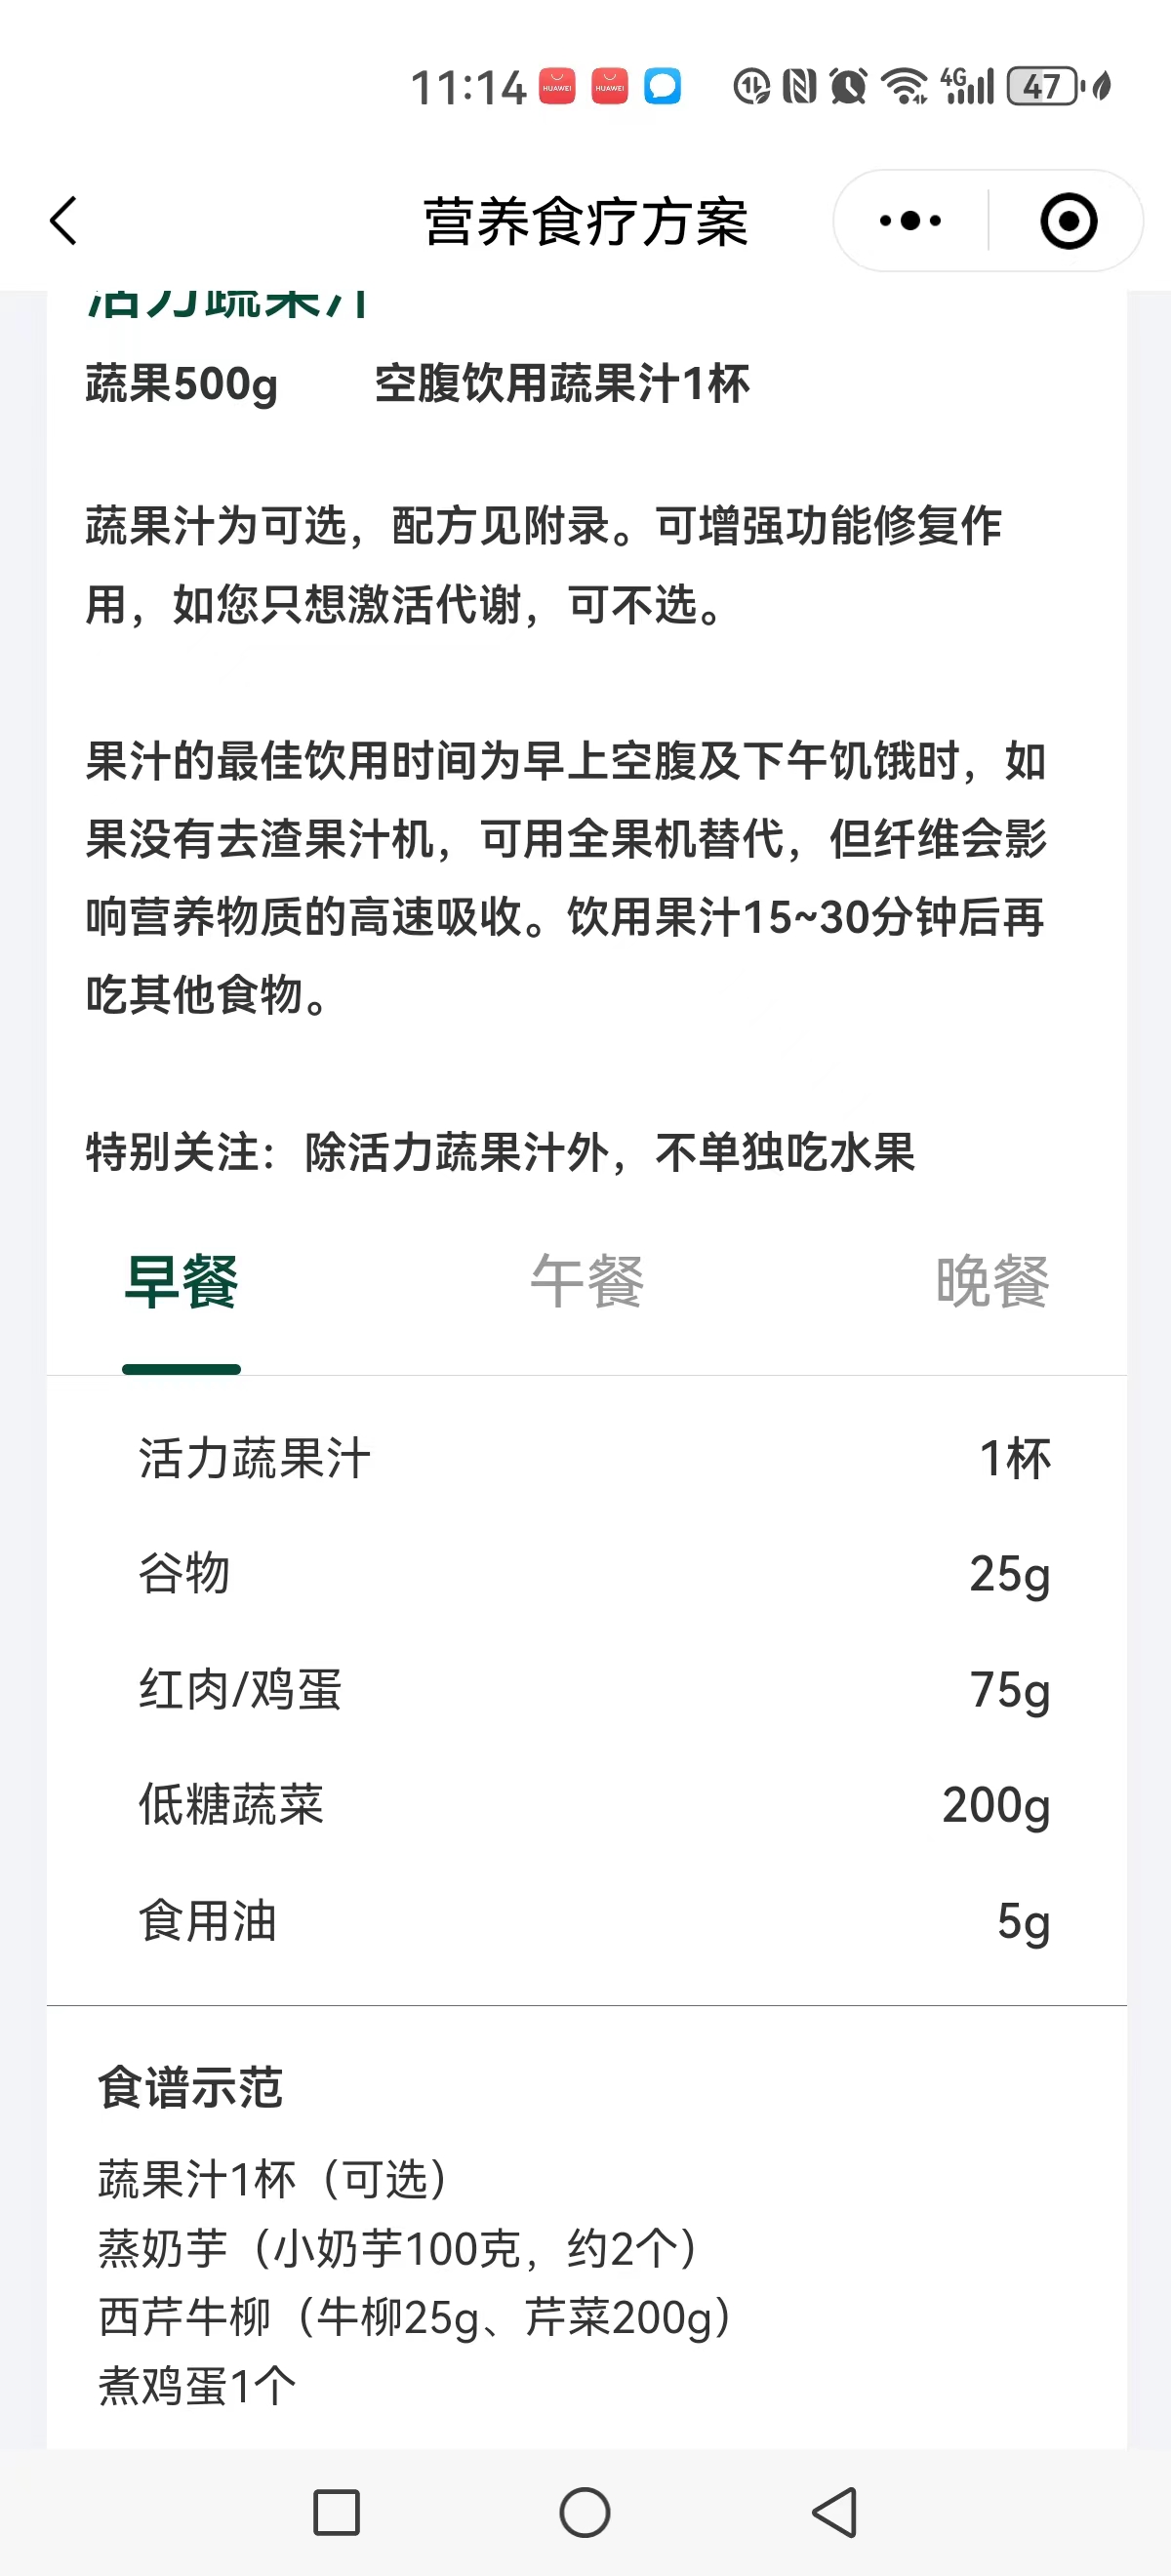 11:14 HUAWEI HUAWEI 4G 47
营养食疗方案
活力蔬果汁
蔬果500g 空腹饮用蔬果汁1杯
蔬果汁为可选，配方见附录。可增强功能修复作
用，如您只想激活代谢，可不选。
果汁的最佳饮用时间为早上空腹及下午饥饿时，如
果没有去渣果汁机，可用全果机替代，但纤维会影
响营养物质的高速吸收。饮用果汁15~30分钟后再
吃其他食物。
特别关注：除活力蔬果汁外，不单独吃水果
早餐 午餐 晚餐
活力蔬果汁 1杯
谷物 25g
红肉/鸡蛋 75g
低糖蔬菜 200g
食用油 5g
食谱示范
蔬果汁1杯（可选）
蒸奶芋（小奶芋100克，约2个）
西芹牛柳（牛柳25g、芹菜200g）
煮鸡蛋1个